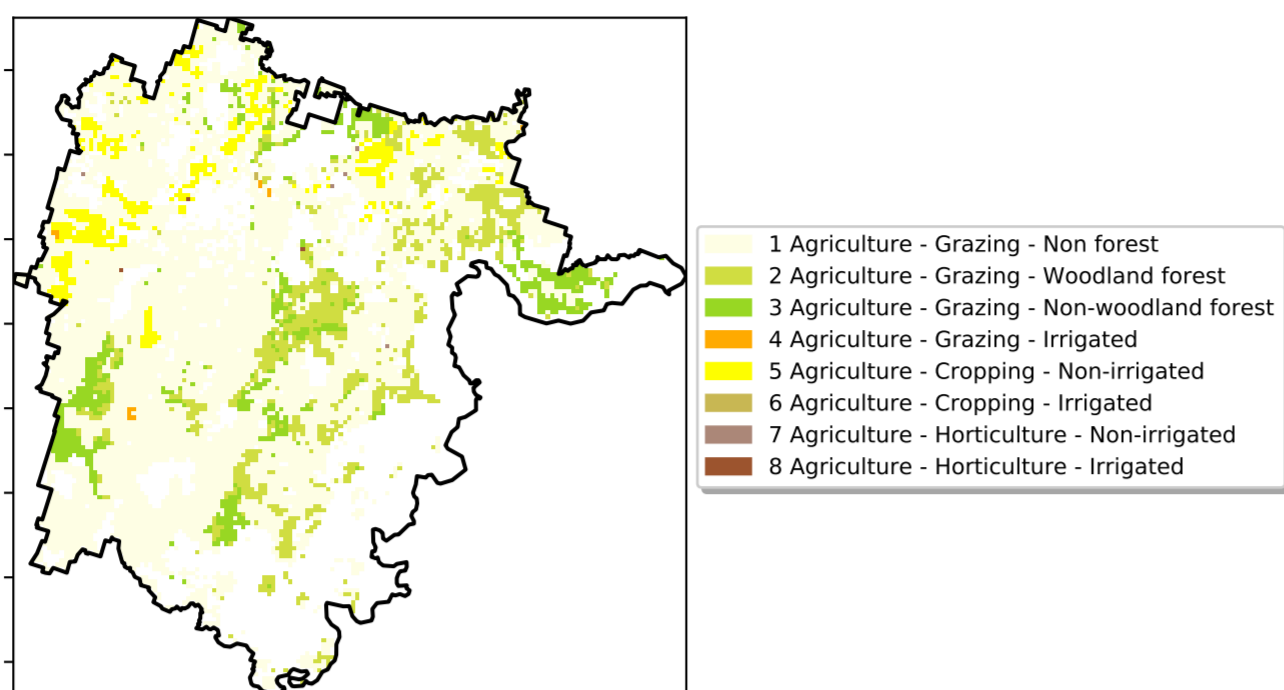 1 Agriculture - Grazing - Non forest
2 Agriculture - Grazing - Woodland forest
3 Agriculture - Grazing - Non-woodland forest
4 Agriculture - Grazing - Irrigated
5 Agriculture - Cropping - Non-irrigated
6 Agriculture - Cropping - Irrigated
7 Agriculture - Horticulture - Non-irrigated
8 Agriculture - Horticulture - Irrigated